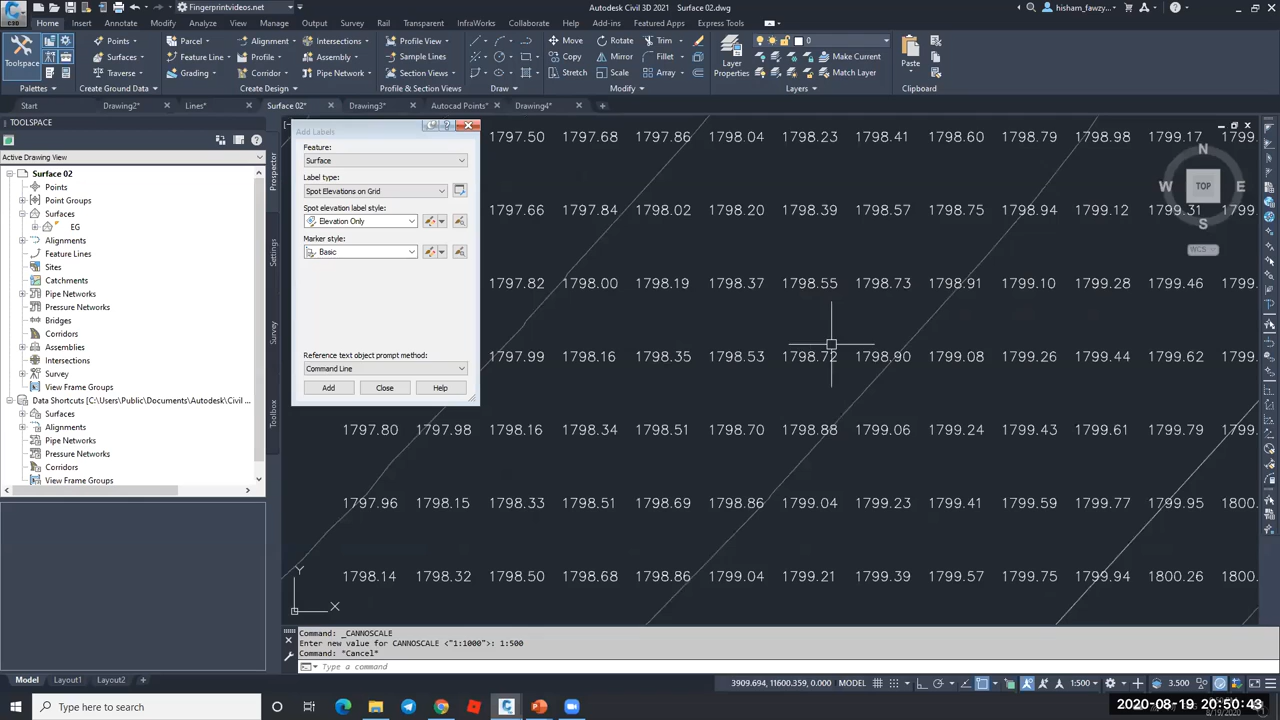 C3D
Fingerprintvideos.net
Autodesk Civil 3D 2021 Surface 02.dwg
hisham_fawzy...
Home Insert Annotate Modify Analyze View Manage Output Survey Rail Transparent InfraWorks Collaborate Help Add-ins Featured Apps Express Tools
Toolspace
Points
Surfaces
Traverse
Parcel
Feature Line
Grading
Alignment
Profile
Corridor
Intersections
Assembly
Pipe Network
Profile View
Sample Lines
Section Views
Move
Copy
Stretch
Rotate
Mirror
Scale
Trim
Fillet
Array
Layer
Properties
0
Make Current
Match Layer
Paste
Palettes
Create Ground Data
Create Design
Profile & Section Views
Draw
Modify
Layers
Clipboard
Start Drawing2* Lines* Surface 02* Drawing3* Autocad Points* Drawing4*
TOOLSPACE
Active Drawing View
Surface 02
Points
Point Groups
Surfaces
EG
Alignments
Feature Lines
Sites
Catchments
Pipe Networks
Pressure Networks
Bridges
Corridors
Assemblies
Intersections
Survey
View Frame Groups
Data Shortcuts [C:\Users\Public\Documents\Autodesk\Civil ...
Surfaces
Alignments
Pipe Networks
Pressure Networks
Corridors
View Frame Groups
Prospector
Settings
Survey
Toolbox
Add Labels
Feature:
Surface
Label type:
Spot Elevations on Grid
Spot elevation label style:
Elevation Only
Marker style:
Basic
Reference text object prompt method:
Command Line
Add Close Help
1797.50 1797.68 1797.86 1798.23 1798.41 1798.60 1798.79 1798.98 1799.17 1799.
1797.66 1797.84 1798.02 1798.20 1798.39 1798.57 1798.75 1798.94 1799.12 1799.31 1799.
1797.82 1798.00 1798.19 1798.37 1798.55 1798.73 1798.91 1799.10 1799.28 1799.46 1799.
1797.99 1798.16 1798.35 1798.53 1798.72 1798.90 1799.08 1799.26 1799.44 1799.62 1799.
1797.80 1797.98 1798.16 1798.34 1798.51 1798.70 1798.88 1799.06 1799.24 1799.43 1799.61 1799.79 1799.
1797.96 1798.15 1798.33 1798.51 1798.69 1798.86 1799.04 1799.23 1799.41 1799.59 1799.77 1799.95 1800.
1798.14 1798.32 1798.50 1798.68 1798.86 1799.04 1799.21 1799.39 1799.57 1799.75 1799.94 1800.26 1800.
N
W
TOP
E
S
WCS
Y
X
Command: _CANNOSCALE
Enter new value for CANNOSCALE <"1:1000">: 1:500
Command: *Cancel*
Type a command
Model Layout1 Layout2 +
3909.694, 11600.359, 0.000 MODEL 1:500 3.500
Type here to search
2020-08-19 20:50:43